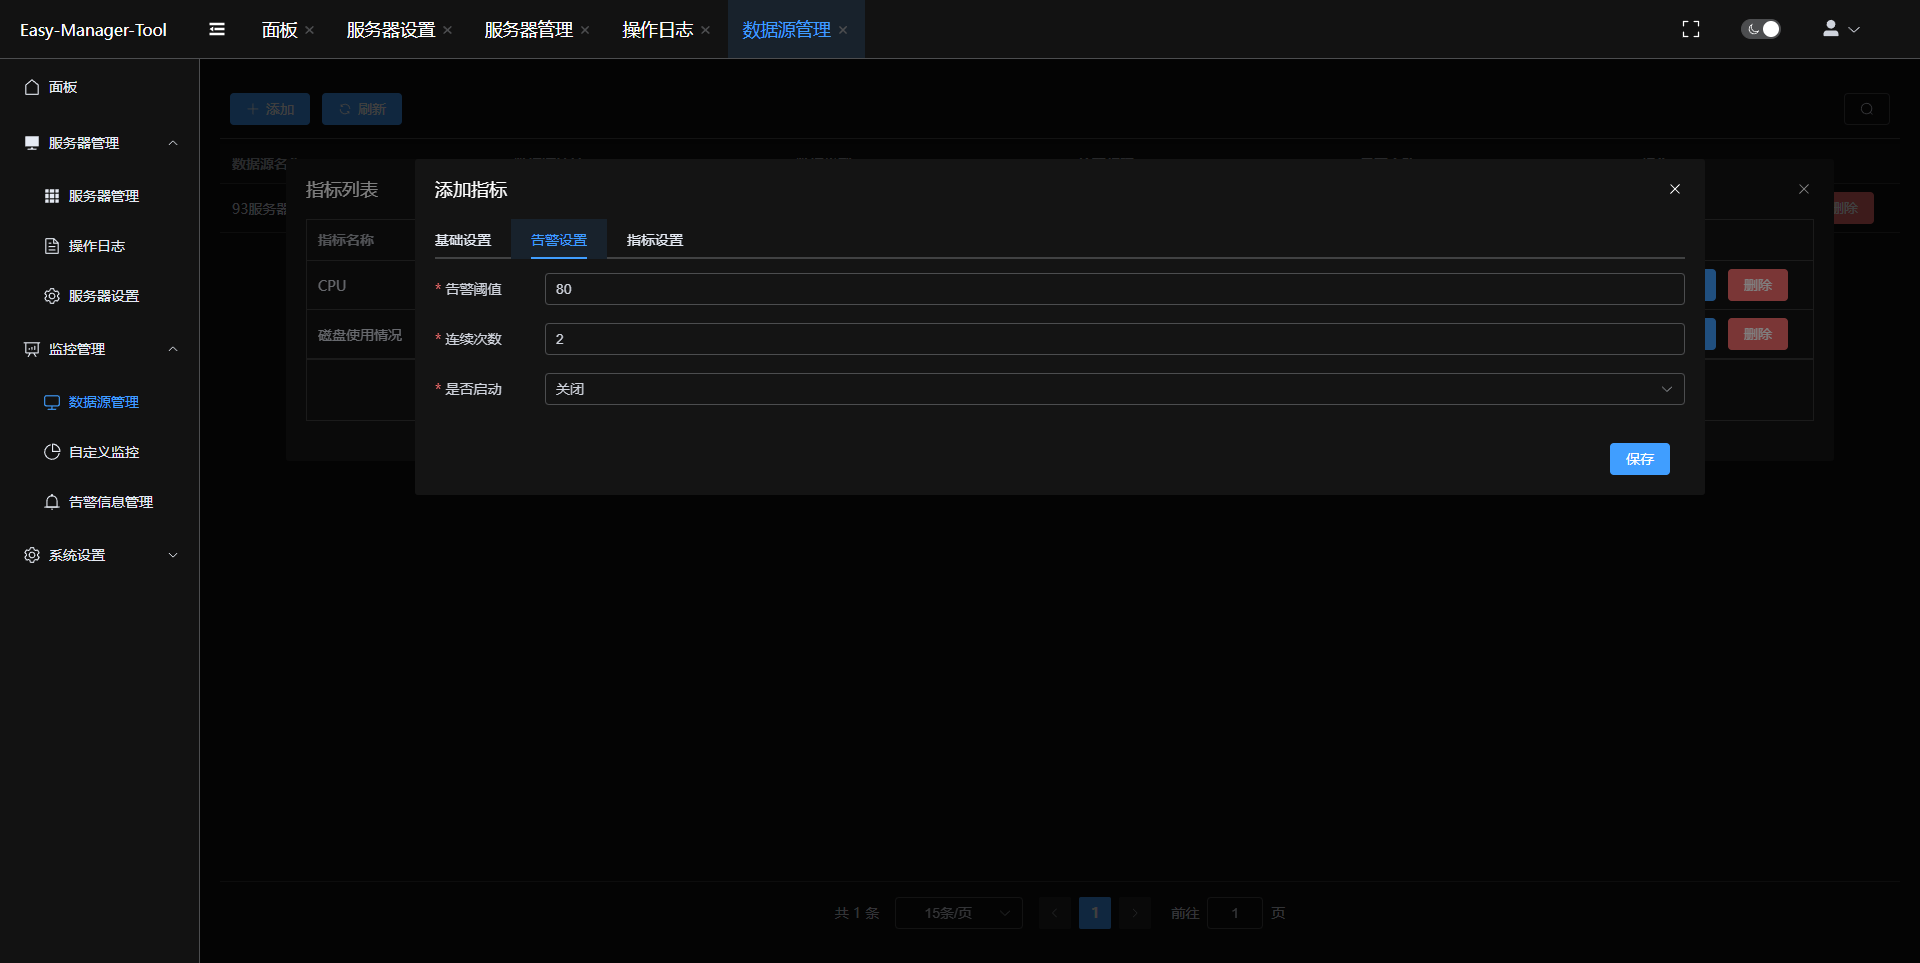 Easy-Manager-Tool
面板
服务器设置
服务器管理
操作日志
数据源管理
面板
服务器管理
服务器管理
操作日志
服务器设置
监控管理
数据源管理
自定义监控
告警信息管理
系统设置
添加
刷新
数据源名
93服务器
删除
指标列表
指标名称
CPU
删除
磁盘使用情况
删除
添加指标
基础设置
告警设置
指标设置
* 告警阈值
80
* 连续次数
2
* 是否启动
关闭
保存
共 1 条
15条/页
1
前往
1
页